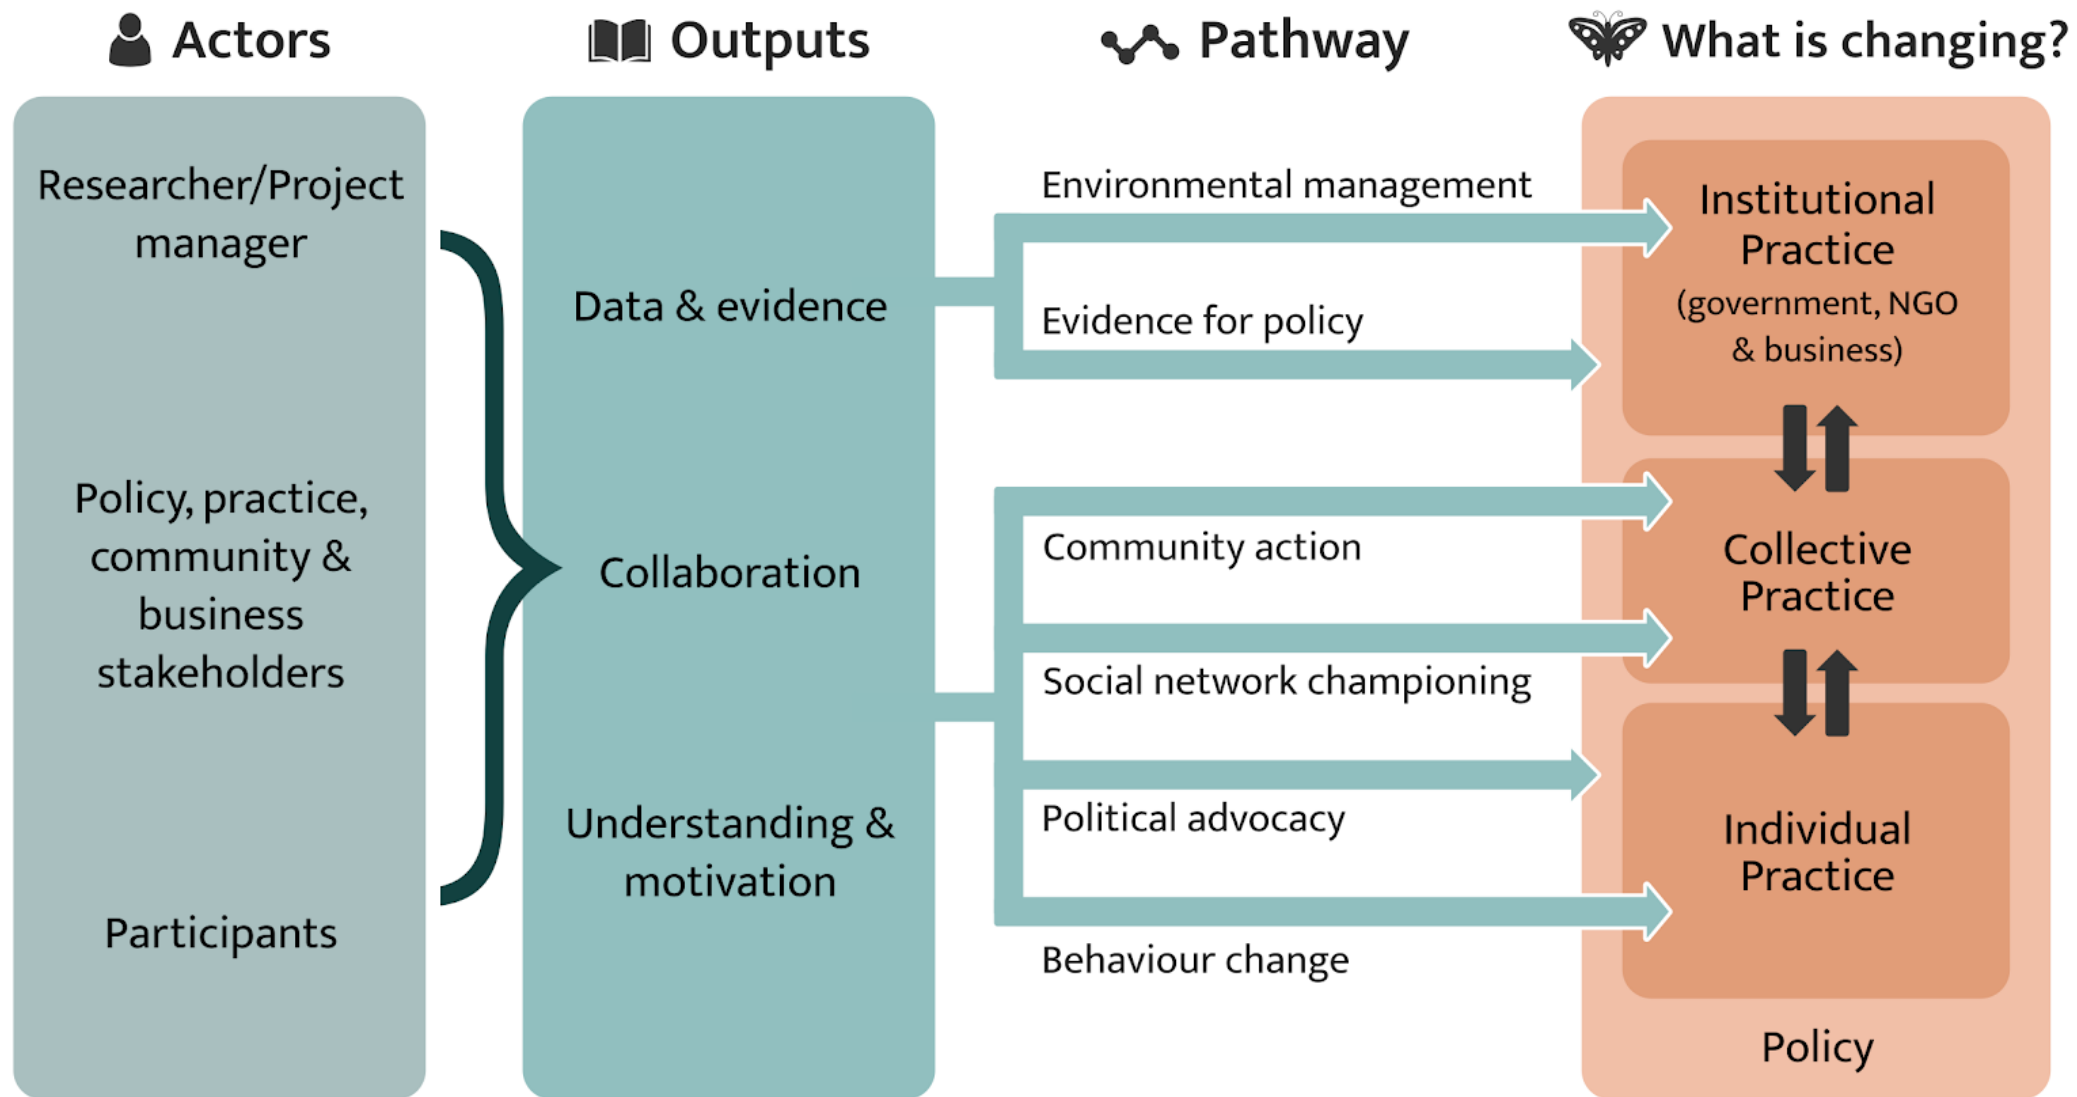 Actors
Outputs
Pathway
What is changing?
Researcher/Project
manager
Policy, practice,
community &
business
stakeholders
Participants
Data & evidence
Collaboration
Understanding &
motivation
Environmental management
Evidence for policy
Community action
Social network championing
Political advocacy
Behaviour change
Institutional
Practice
(government, NGO
& business)
Collective
Practice
Individual
Practice
Policy